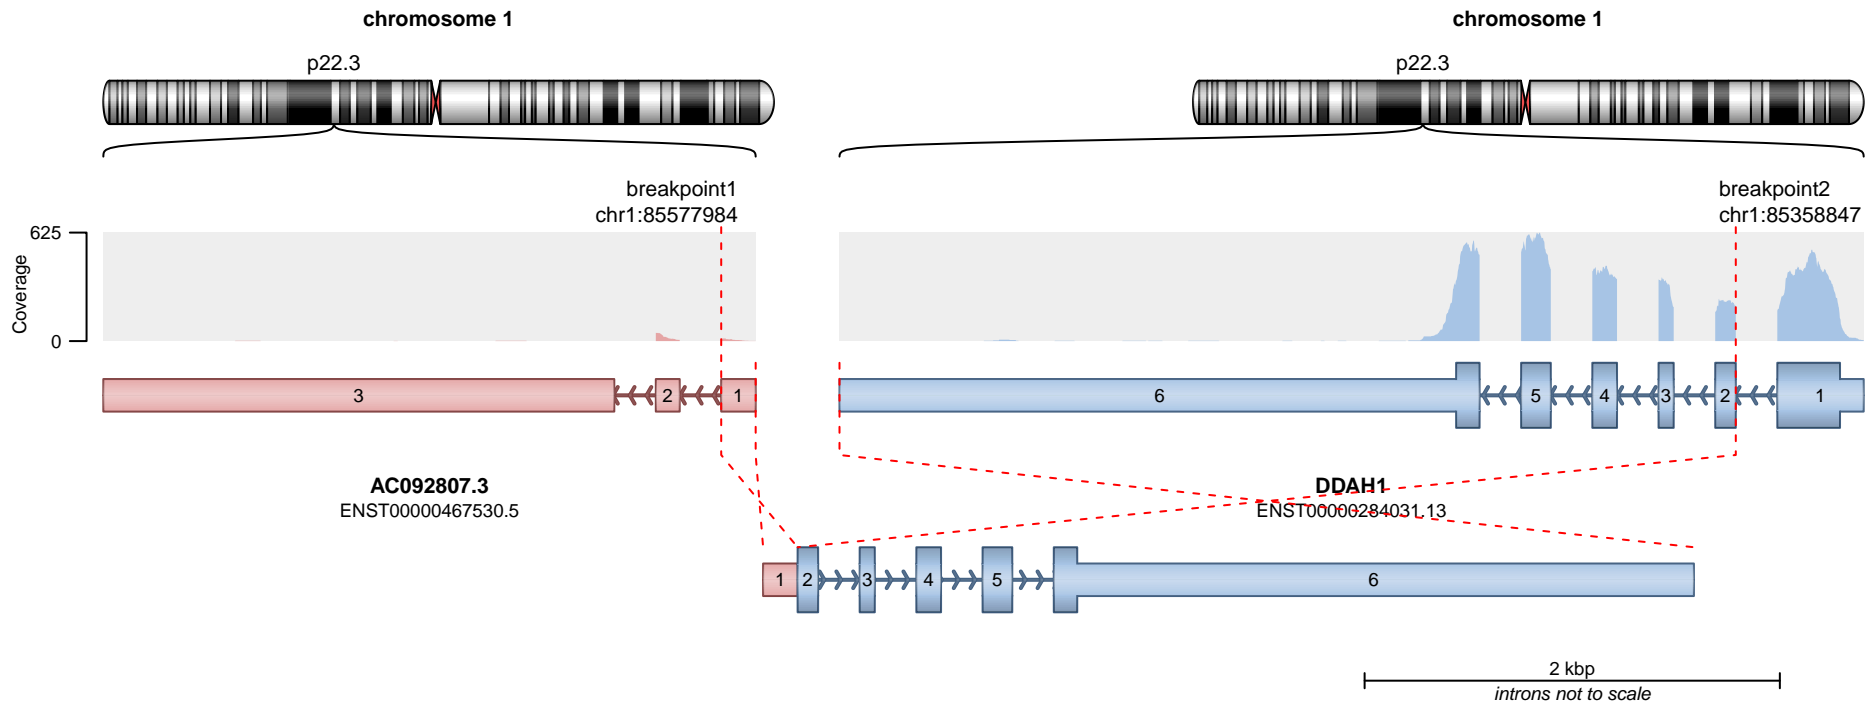 chromosome 1
chromosome 1
p22.3
p22.3
breakpoint1
chr1:85577984
breakpoint2
chr1:85358847
625
0
Coverage
3
2
1
6
5
4
3
2
1
AC092807.3
ENST00000467530.5
DDAH1
ENST00000284031.13
1
2
3
4
5
6
2 kbp
introns not to scale